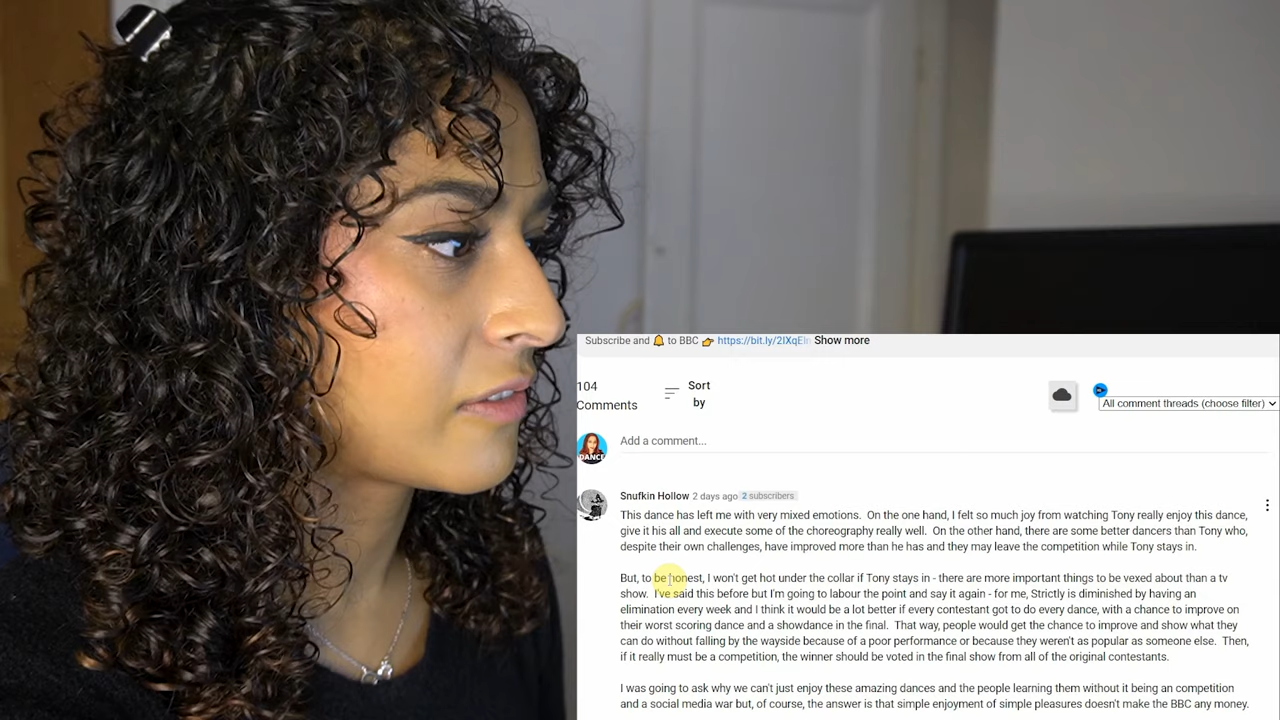 Subscribe and to BBC https://bit.ly/2IXqEln Show more
104 Comments
Sort by
All comment threads (choose filter)
DANCE
Add a comment...
Snufkin Hollow 2 days ago 2 subscribers
This dance has left me with very mixed emotions. On the one hand, I felt so much joy from watching Tony really enjoy this dance,
give it his all and execute some of the choreography really well. On the other hand, there are some better dancers than Tony who,
despite their own challenges, have improved more than he has and they may leave the competition while Tony stays in.
But, to be honest, I won't get hot under the collar if Tony stays in - there are more important things to be vexed about than a tv
show. I've said this before but I'm going to labour the point and say it again - for me, Strictly is diminished by having an
elimination every week and I think it would be a lot better if every contestant got to do every dance, with a chance to improve on
their worst scoring dance and a showdance in the final. That way, people would get the chance to improve and show what they
can do without falling by the wayside because of a poor performance or because they weren't as popular as someone else. Then,
if it really must be a competition, the winner should be voted in the final show from all of the original contestants.
I was going to ask why we can't just enjoy these amazing dances and the people learning them without it being an competition
and a social media war but, of course, the answer is that simple enjoyment of simple pleasures doesn't make the BBC any money.